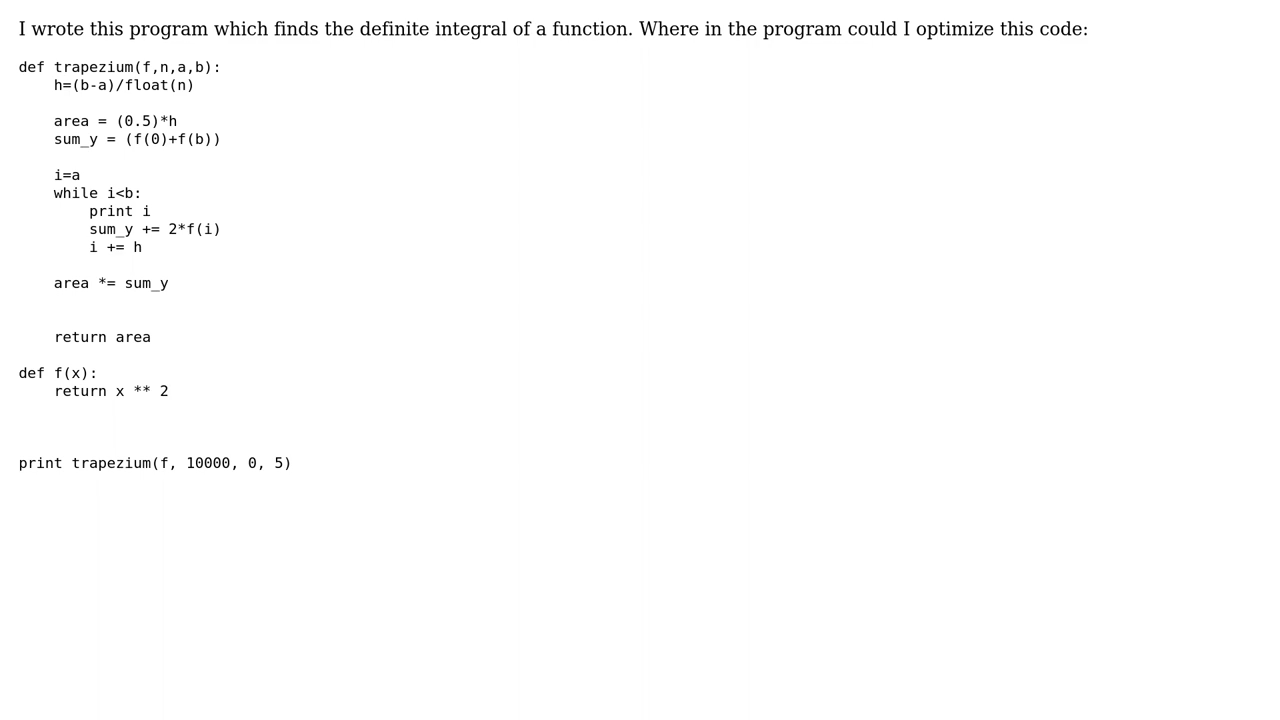 I wrote this program which finds the definite integral of a function. Where in the program could I optimize this code:
def trapezium(f,n,a,b):
    h=(b-a)/float(n)
    area = (0.5)*h
    sum_y = (f(0)+f(b))
    i=a
    while i<b:
        print i
        sum_y += 2*f(i)
        i += h
    area *= sum_y
    return area
def f(x):
    return x ** 2
print trapezium(f, 10000, 0, 5)